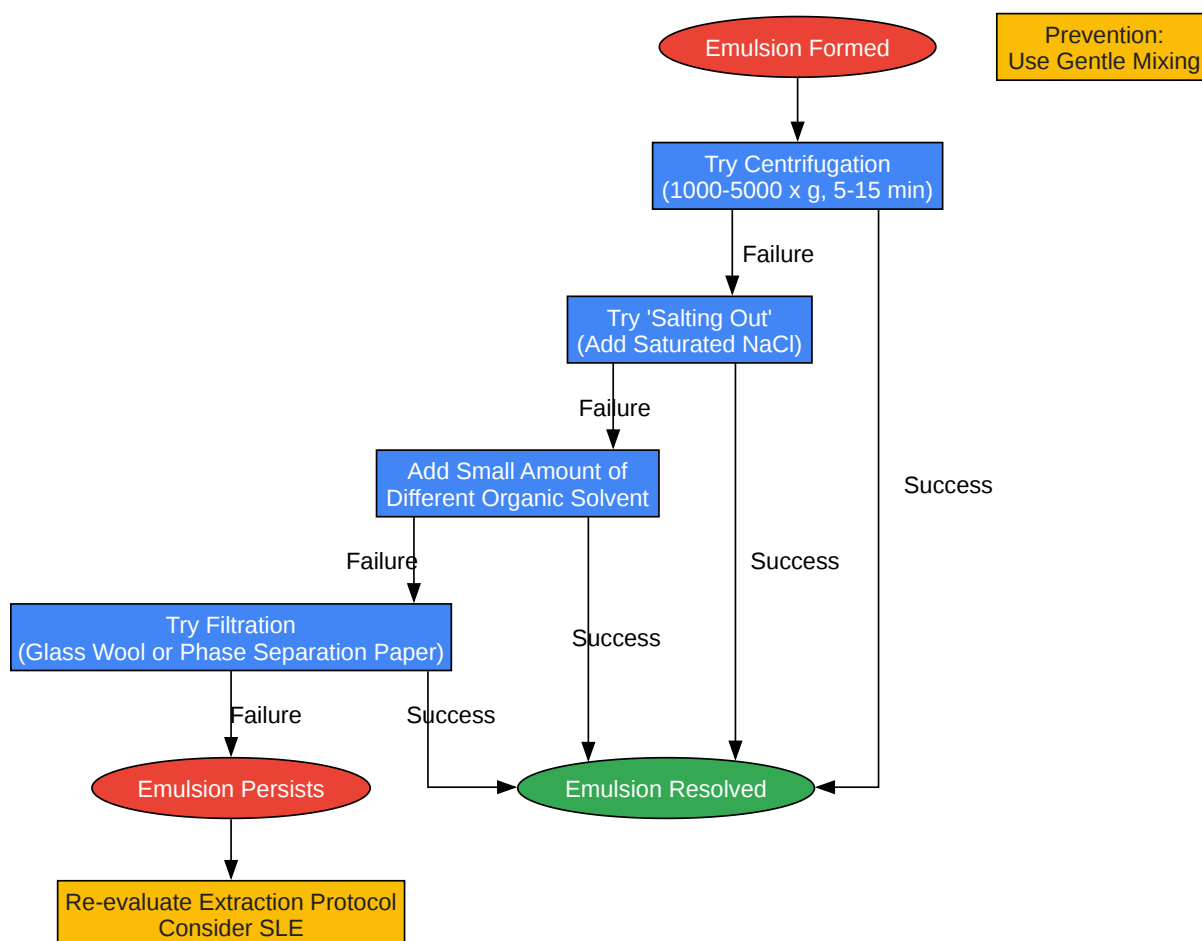 Emulsion Formed
Prevention:
Use Gentle Mixing
Try Centrifugation
(1000-5000 x g, 5-15 min)
Failure
Try 'Salting Out'
(Add Saturated NaCl)
Failure
Add Small Amount of
Different Organic Solvent
Success
Failure
Success
Try Filtration
(Glass Wool or Phase Separation Paper)
Success
Failure
Success
Emulsion Persists
Emulsion Resolved
Re-evaluate Extraction Protocol
Consider SLE